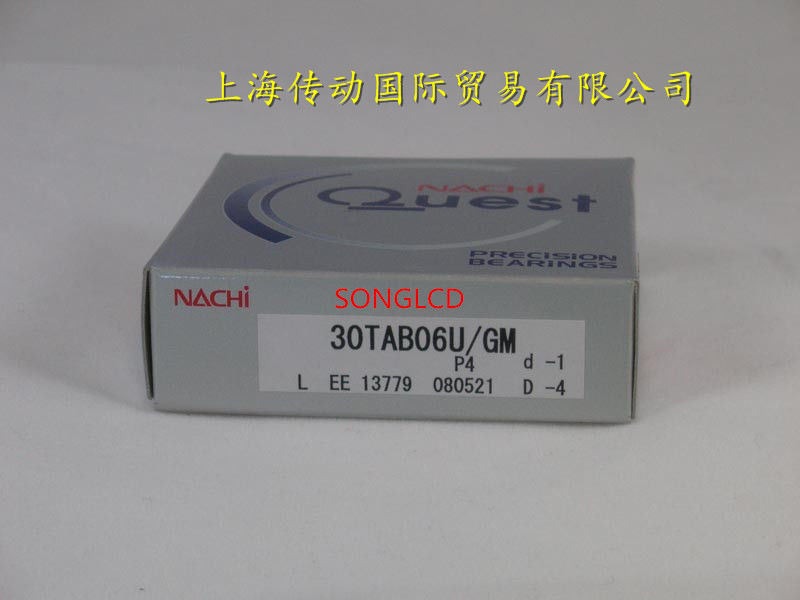 上海传动国际贸易有限公司
NACHi
Quest
PRECISION
BEARINGS
NACHi
SONGLCD
30TAB06U/GM
P4 d -1
L EE 13779 080521 D -4